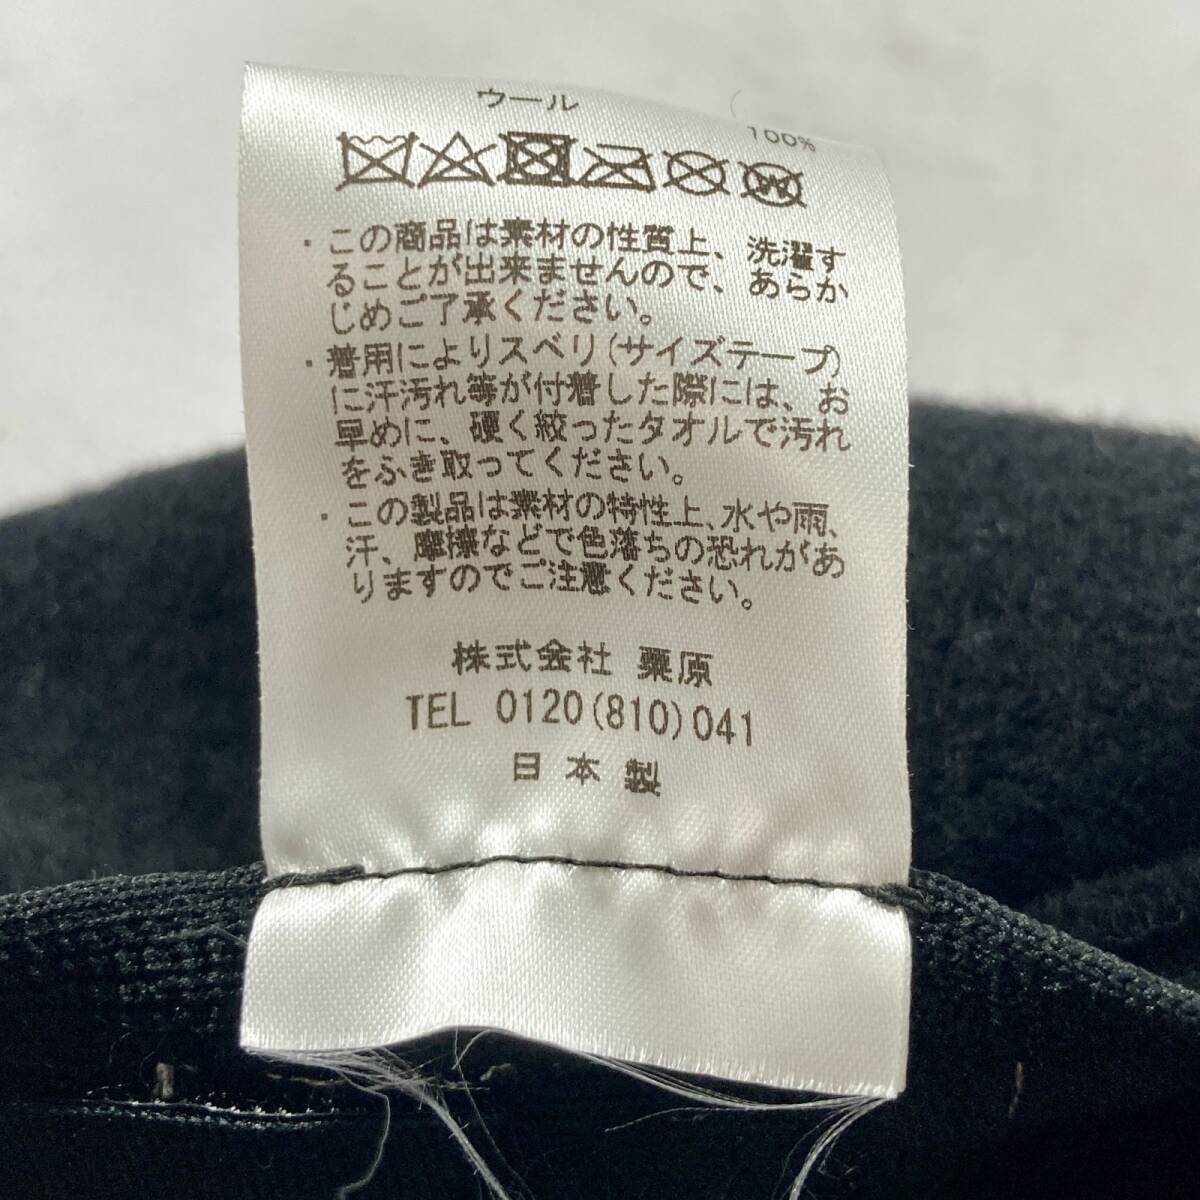 ウール
100%
・この商品は素材の性質上、洗濯す
ることが出来ませんので、あらか
じめご了承ください。
・着用によりスベリ(サイズテープ)
に汗汚れ等が付着した際には、お
早めに、硬く絞ったタオルで汚れ
をふき取ってください。
・この製品は素材の特性上、水や雨、
汗、摩擦などで色落ちの恐れがあ
りますのでご注意ください。
株式会社 栗原
TEL 0120(810)041
日本製